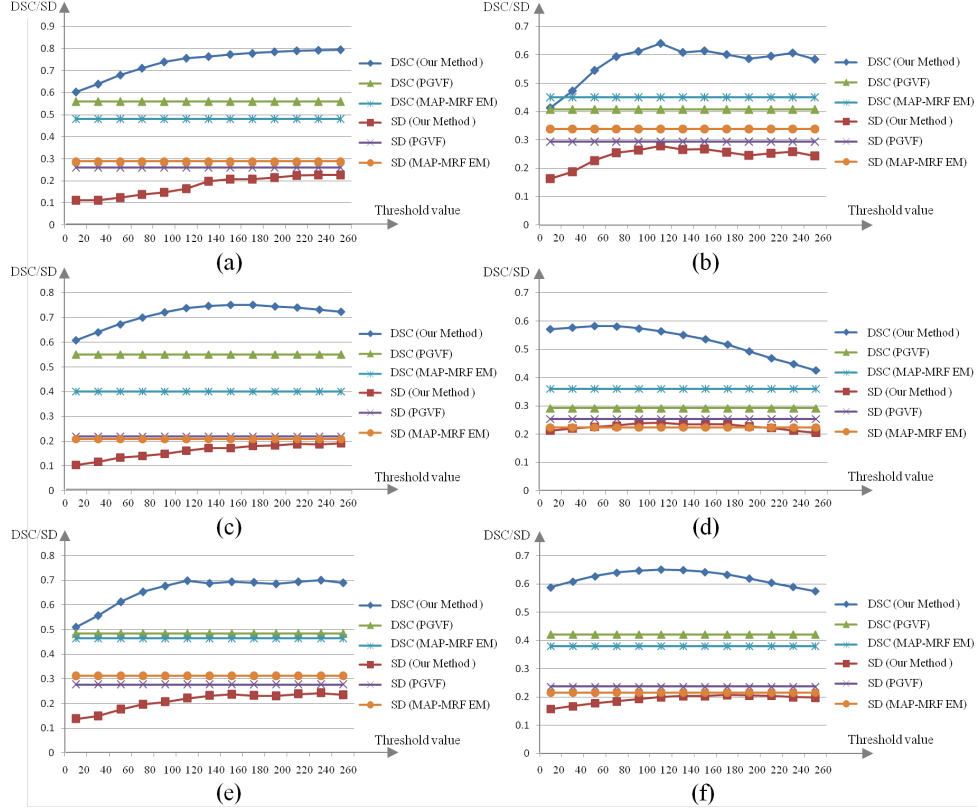 DSC/SD
1
0.9
0.8
0.7
0.6
0.5
0.4
0.3
0.2
0.1
0
0 20 40 60 80 100 120 140 160 180 200 220 240 260
Threshold value
DSC (Our Method )
DSC (PGVF)
DSC (MAP-MRF EM)
SD (Our Method )
SD (PGVF)
SD (MAP-MRF EM)
(a)
DSC/SD
0.7
0.6
0.5
0.4
0.3
0.2
0.1
0
0 20 40 60 80 100 120 140 160 180 200 220 240 260
Threshold value
DSC (Our Method )
DSC (PGVF)
DSC (MAP-MRF EM)
SD (Our Method )
SD (PGVF)
SD (MAP-MRF EM)
(b)
DSC/SD
0.8
0.7
0.6
0.5
0.4
0.3
0.2
0.1
0
0 20 40 60 80 100 120 140 160 180 200 220 240 260
Threshold value
DSC (Our Method )
DSC (PGVF)
DSC (MAP-MRF EM)
SD (Our Method )
SD (PGVF)
SD (MAP-MRF EM)
(c)
DSC/SD
0.7
0.6
0.5
0.4
0.3
0.2
0.1
0
0 20 40 60 80 100 120 140 160 180 200 220 240 260
Threshold value
DSC (Our Method )
DSC (PGVF)
DSC (MAP-MRF EM)
SD (Our Method )
SD (PGVF)
SD (MAP-MRF EM)
(d)
DSC/SD
0.8
0.7
0.6
0.5
0.4
0.3
0.2
0.1
0
0 20 40 60 80 100 120 140 160 180 200 220 240 260
Threshold value
DSC (Our Method )
DSC (PGVF)
DSC (MAP-MRF EM)
SD (Our Method )
SD (PGVF)
SD (MAP-MRF EM)
(e)
DSC/SD
0.7
0.6
0.5
0.4
0.3
0.2
0.1
0
0 20 40 60 80 100 120 140 160 180 200 220 240 260
Threshold value
DSC (Our Method )
DSC (PGVF)
DSC (MAP-MRF EM)
SD (Our Method )
SD (PGVF)
SD (MAP-MRF EM)
(f)